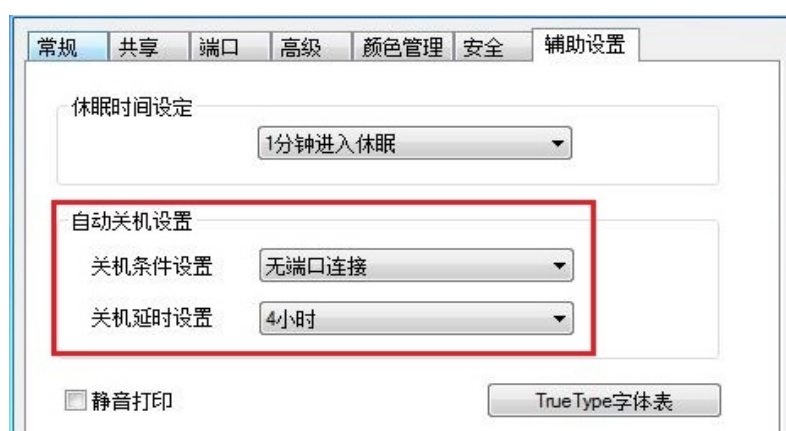 常规 共享 端口 高级 颜色管理 安全 辅助设置
休眠时间设定
1分钟进入休眠
自动关机设置
关机条件设置 无端口连接
关机延时设置 4小时
静音打印 TrueType字体表